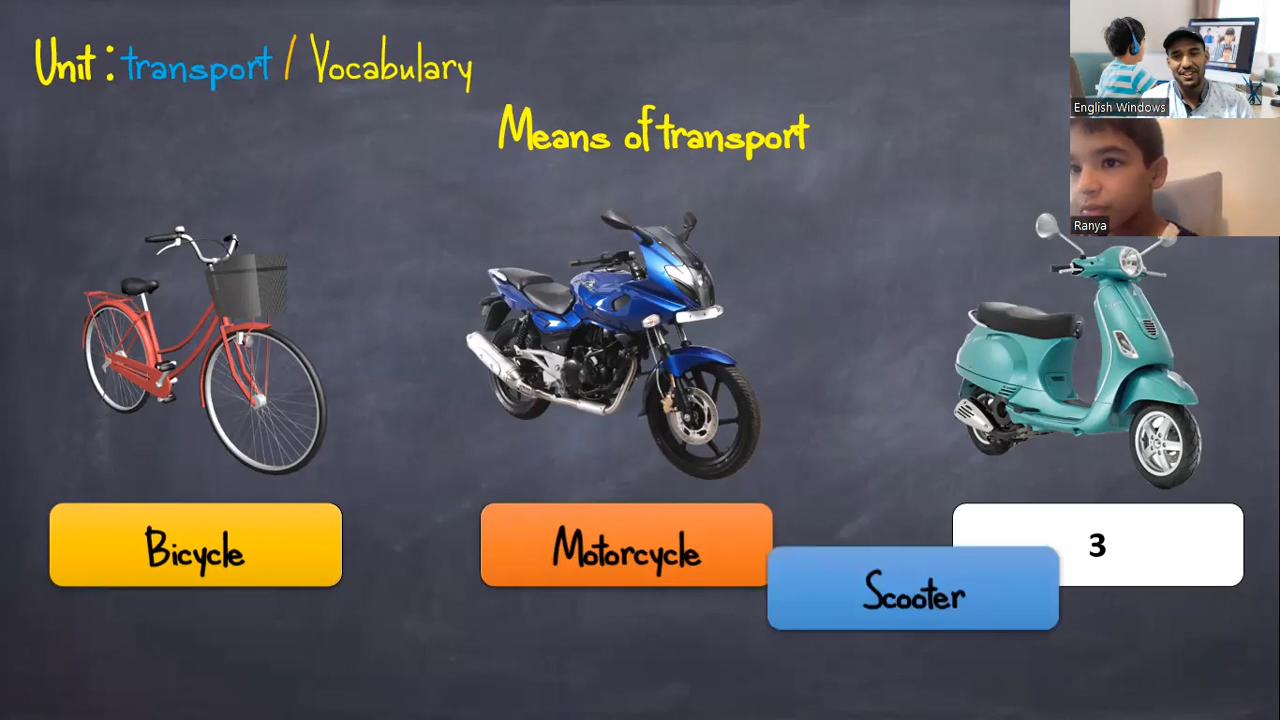 Unit : transport / Vocabulary
Means of transport
English Windows
Ranya
Bicycle
Motorcycle
3
Scooter